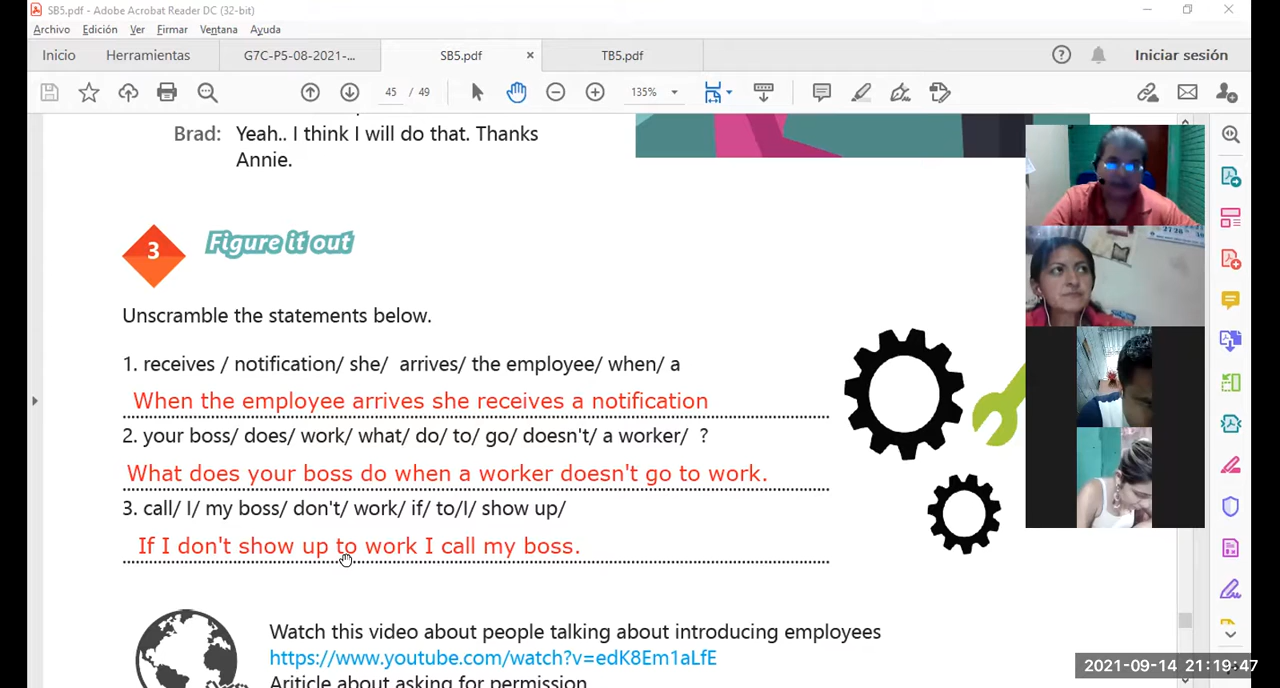 SB5.pdf - Adobe Acrobat Reader DC (32-bit)
Archivo Edición Ver Firmar Ventana Ayuda
Inicio Herramientas G7C-P5-08-2021-... SB5.pdf × TB5.pdf Iniciar sesión
45 / 49 135%
Brad: Yeah.. I think I will do that. Thanks
Annie.
3 Figure it out
Unscramble the statements below.
1. receives / notification/ she/ arrives/ the employee/ when/ a
When the employee arrives she receives a notification
2. your boss/ does/ work/ what/ do/ to/ go/ doesn't/ a worker/ ?
What does your boss do when a worker doesn't go to work.
3. call/ I/ my boss/ don't/ work/ if/ to/I/ show up/
If I don't show up to work I call my boss.
Watch this video about people talking about introducing employees
https://www.youtube.com/watch?v=edK8Em1aLfE
Ariticle about asking for permission
2021-09-14 21:19:47